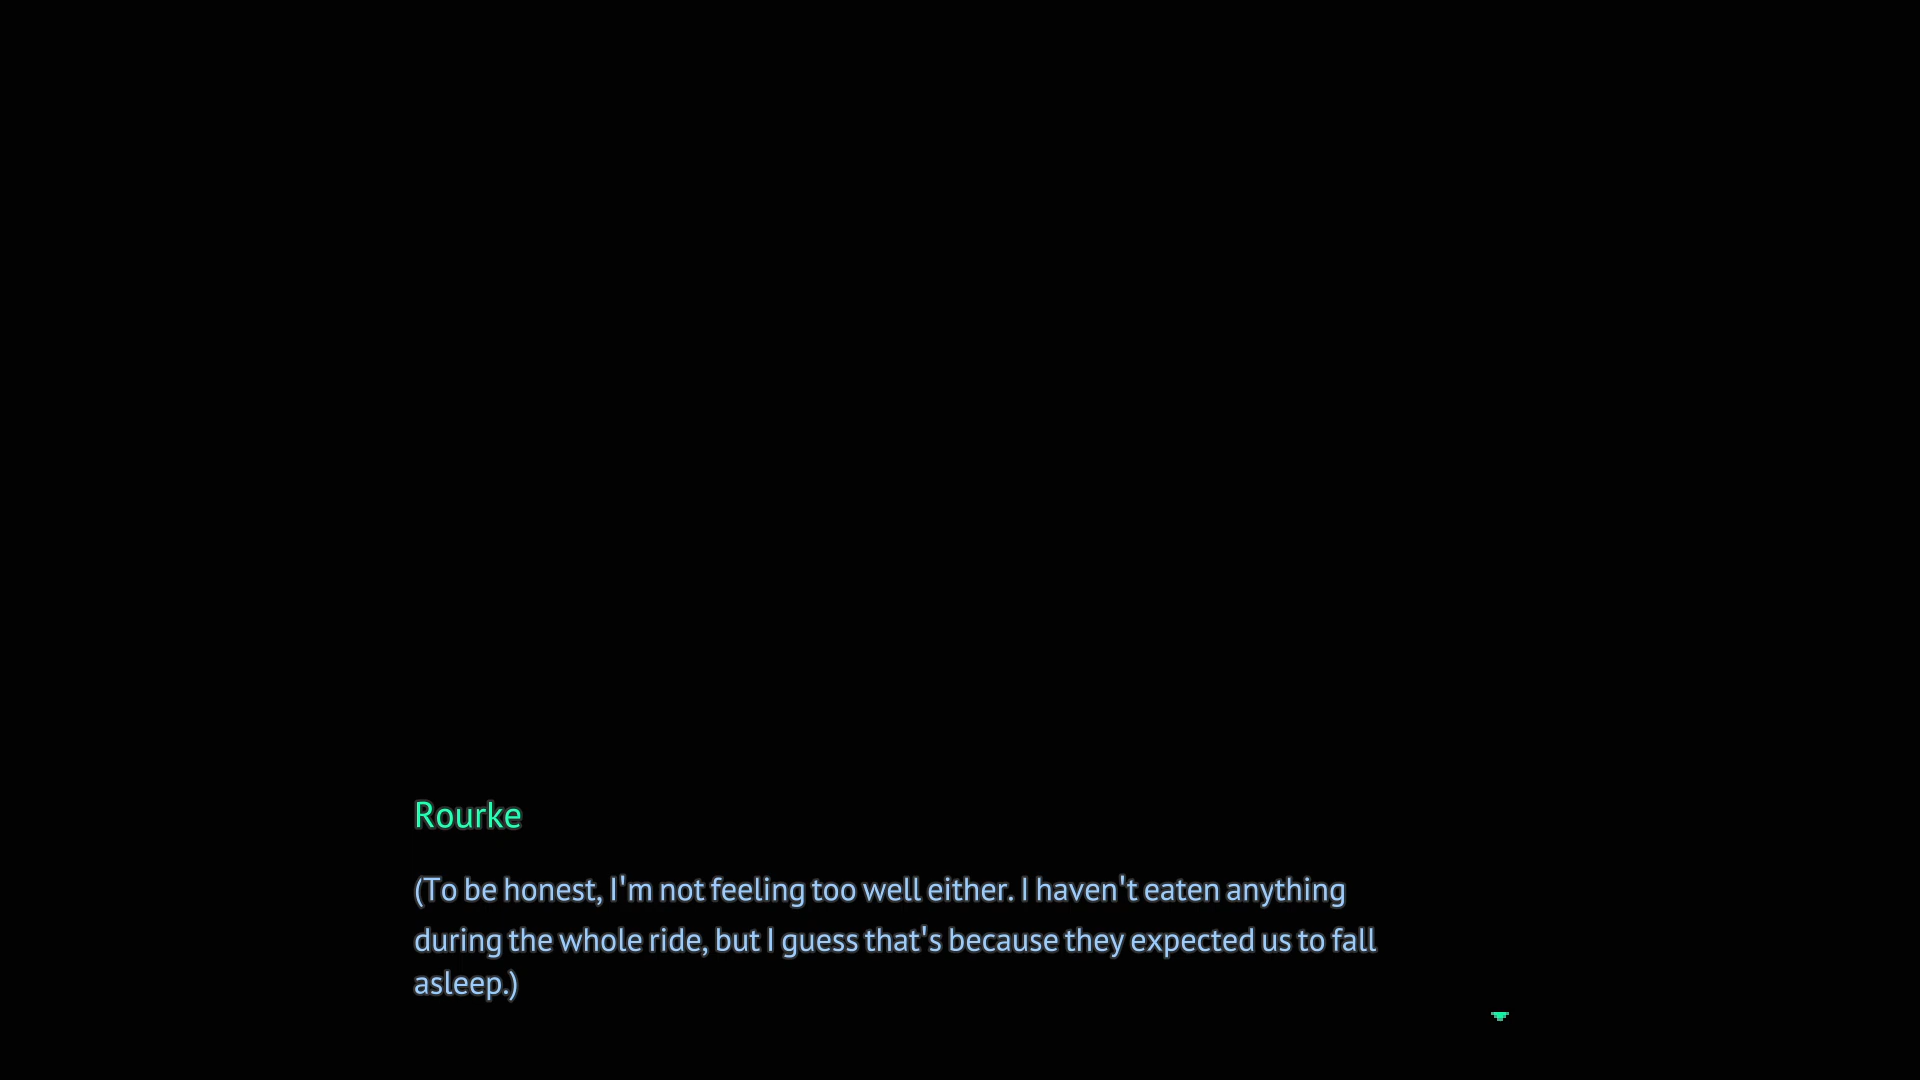 Rourke
(To be honest, I'm not feeling too well either. I haven't eaten anything
during the whole ride, but I guess that's because they expected us to fall
asleep.)